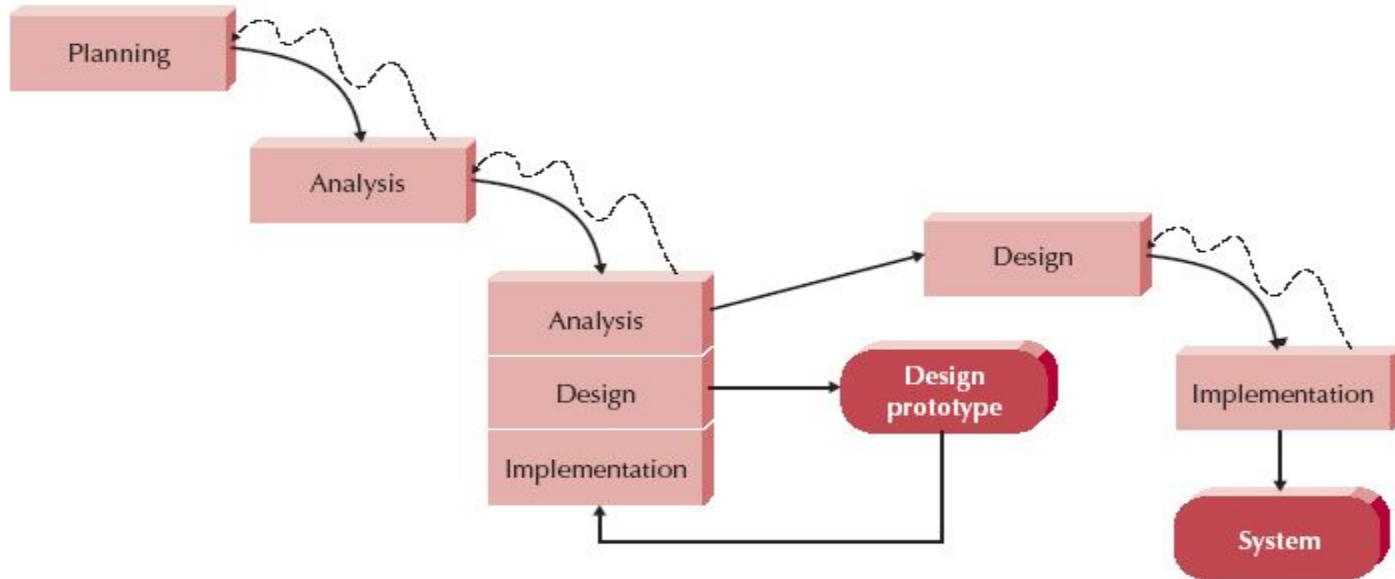 Planning
Analysis
Analysis
Design
Implementation
Design
prototype
Design
Implementation
System